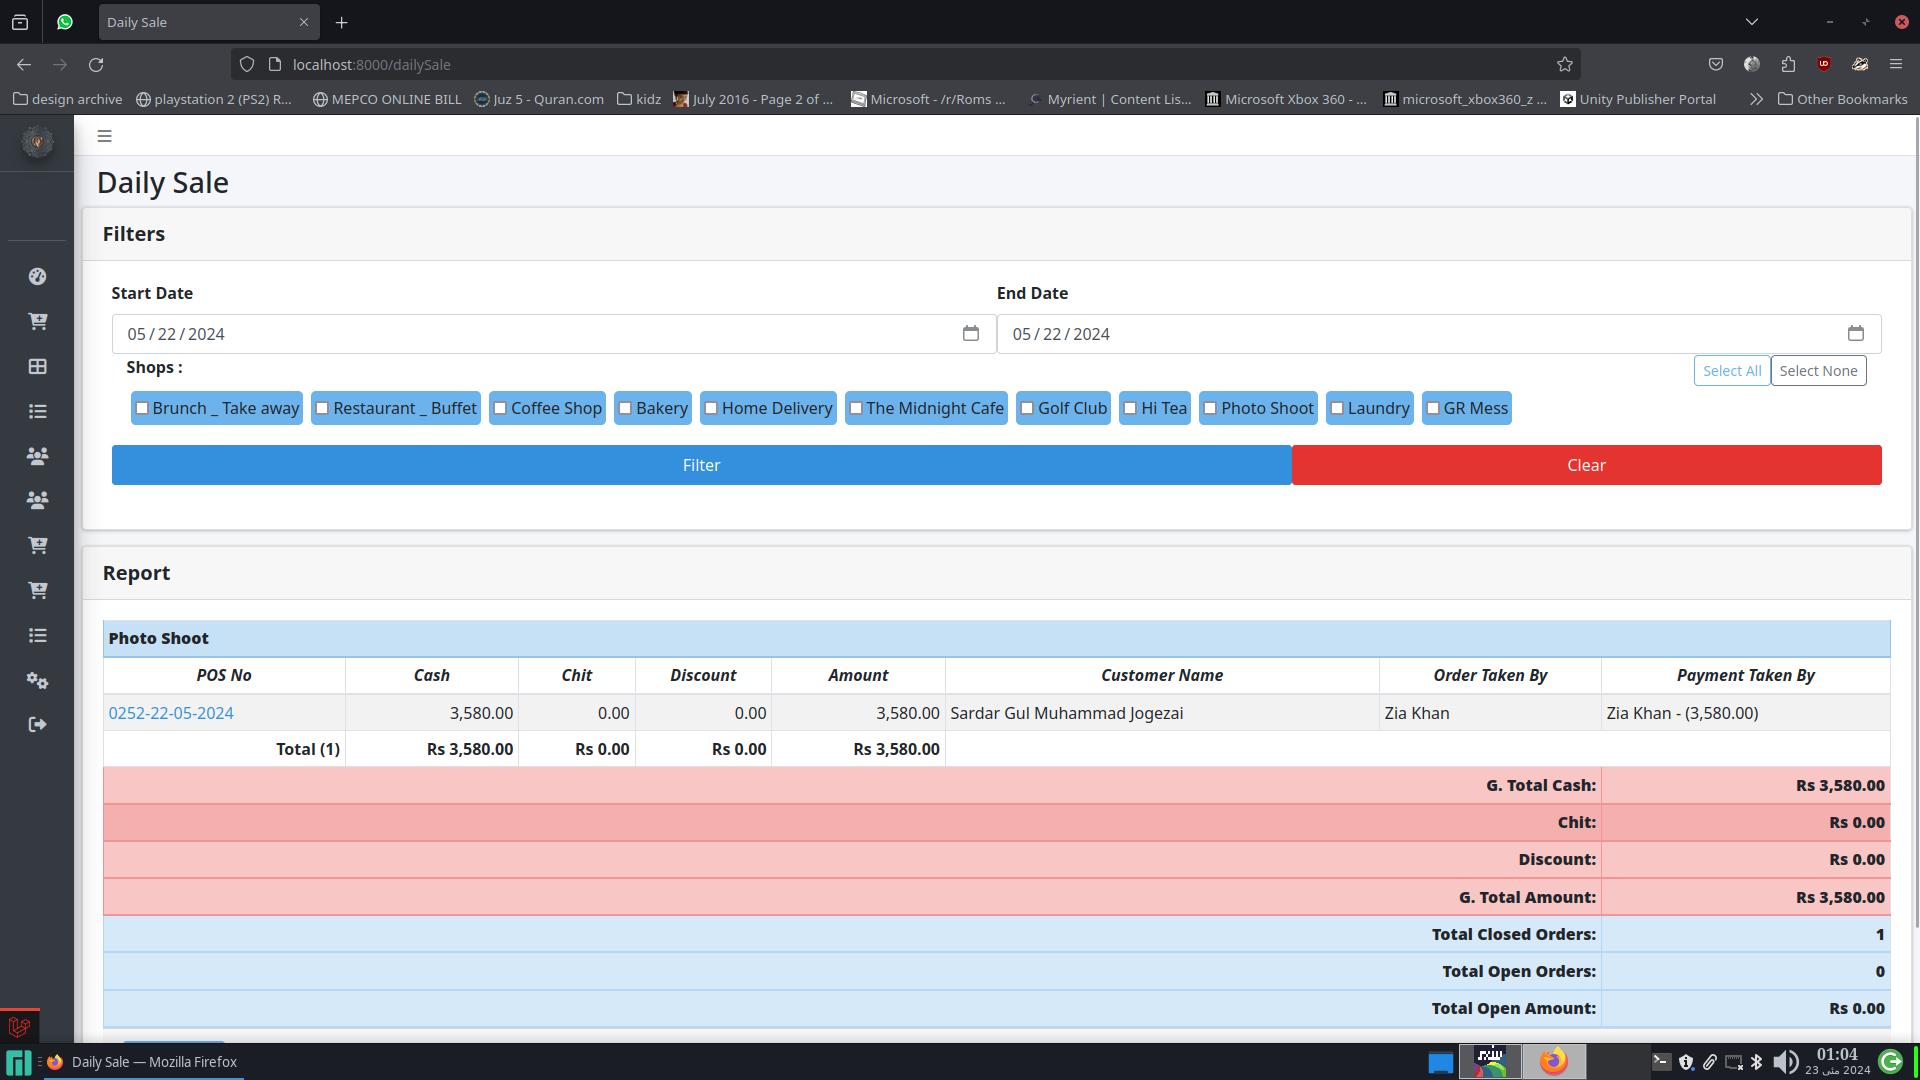 Daily Sale
localhost:8000/dailySale
design archive playstation 2 (PS2) R... MEPCO ONLINE BILL Juz 5 - Quran.com kidz July 2016 - Page 2 of ... Microsoft - /r/Roms ... Myrient | Content Lis... Microsoft Xbox 360 - ... microsoft_xbox360_z ... Unity Publisher Portal Other Bookmarks
Daily Sale
Filters
Start Date End Date
05/22/2024 05/22/2024
Shops : Select All Select None
Brunch _ Take away Restaurant _ Buffet Coffee Shop Bakery Home Delivery The Midnight Cafe Golf Club Hi Tea Photo Shoot Laundry GR Mess
Filter Clear
Report
Photo Shoot
POS No Cash Chit Discount Amount Customer Name Order Taken By Payment Taken By
0252-22-05-2024 3,580.00 0.00 0.00 3,580.00 Sardar Gul Muhammad Jogezai Zia Khan Zia Khan - (3,580.00)
Total (1) Rs 3,580.00 Rs 0.00 Rs 0.00 Rs 3,580.00
G. Total Cash: Rs 3,580.00
Chit: Rs 0.00
Discount: Rs 0.00
G. Total Amount: Rs 3,580.00
Total Closed Orders: 1
Total Open Orders: 0
Total Open Amount: Rs 0.00
Daily Sale — Mozilla Firefox 01:04
23 مئی 2024